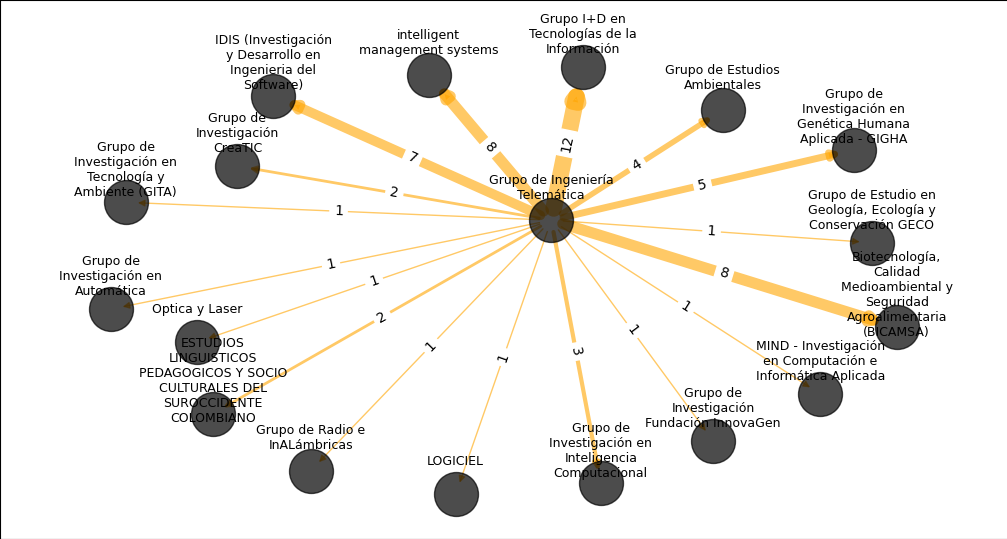 Grupo I+D en
Tecnologías de la
Información
intelligent
management systems
IDIS (Investigación
y Desarrollo en
Ingenieria del
Software)
Grupo de Estudios
Ambientales
Grupo de
Investigación en
Genética Humana
Aplicada - GIGHA
Grupo de
Investigación
CreaTIC
Grupo de
Investigación en
Tecnología y
Ambiente (GITA)
12
8
7
4
5
2
1
Grupo de Ingeniería
Telemática
Grupo de Estudio en
Geología, Ecología y
Conservación GECO
1
Grupo de
Investigación en
Automática
1
1
8
Biotecnología,
Calidad
Medioambiental y
Seguridad
Agroalimentaria
(BICAMSA)
Optica y Laser
2
1
1
3
1
1
ESTUDIOS
LINGUISTICOS
PEDAGOGICOS Y SOCIO
CULTURALES DEL
SUROCCIDENTE
COLOMBIANO
MIND - Investigación
en Computación e
Informática Aplicada
Grupo de
Investigación
Fundación InnovaGen
Grupo de Radio e
InALámbricas
LOGICIEL
Grupo de
Investigación en
Inteligencia
Computacional